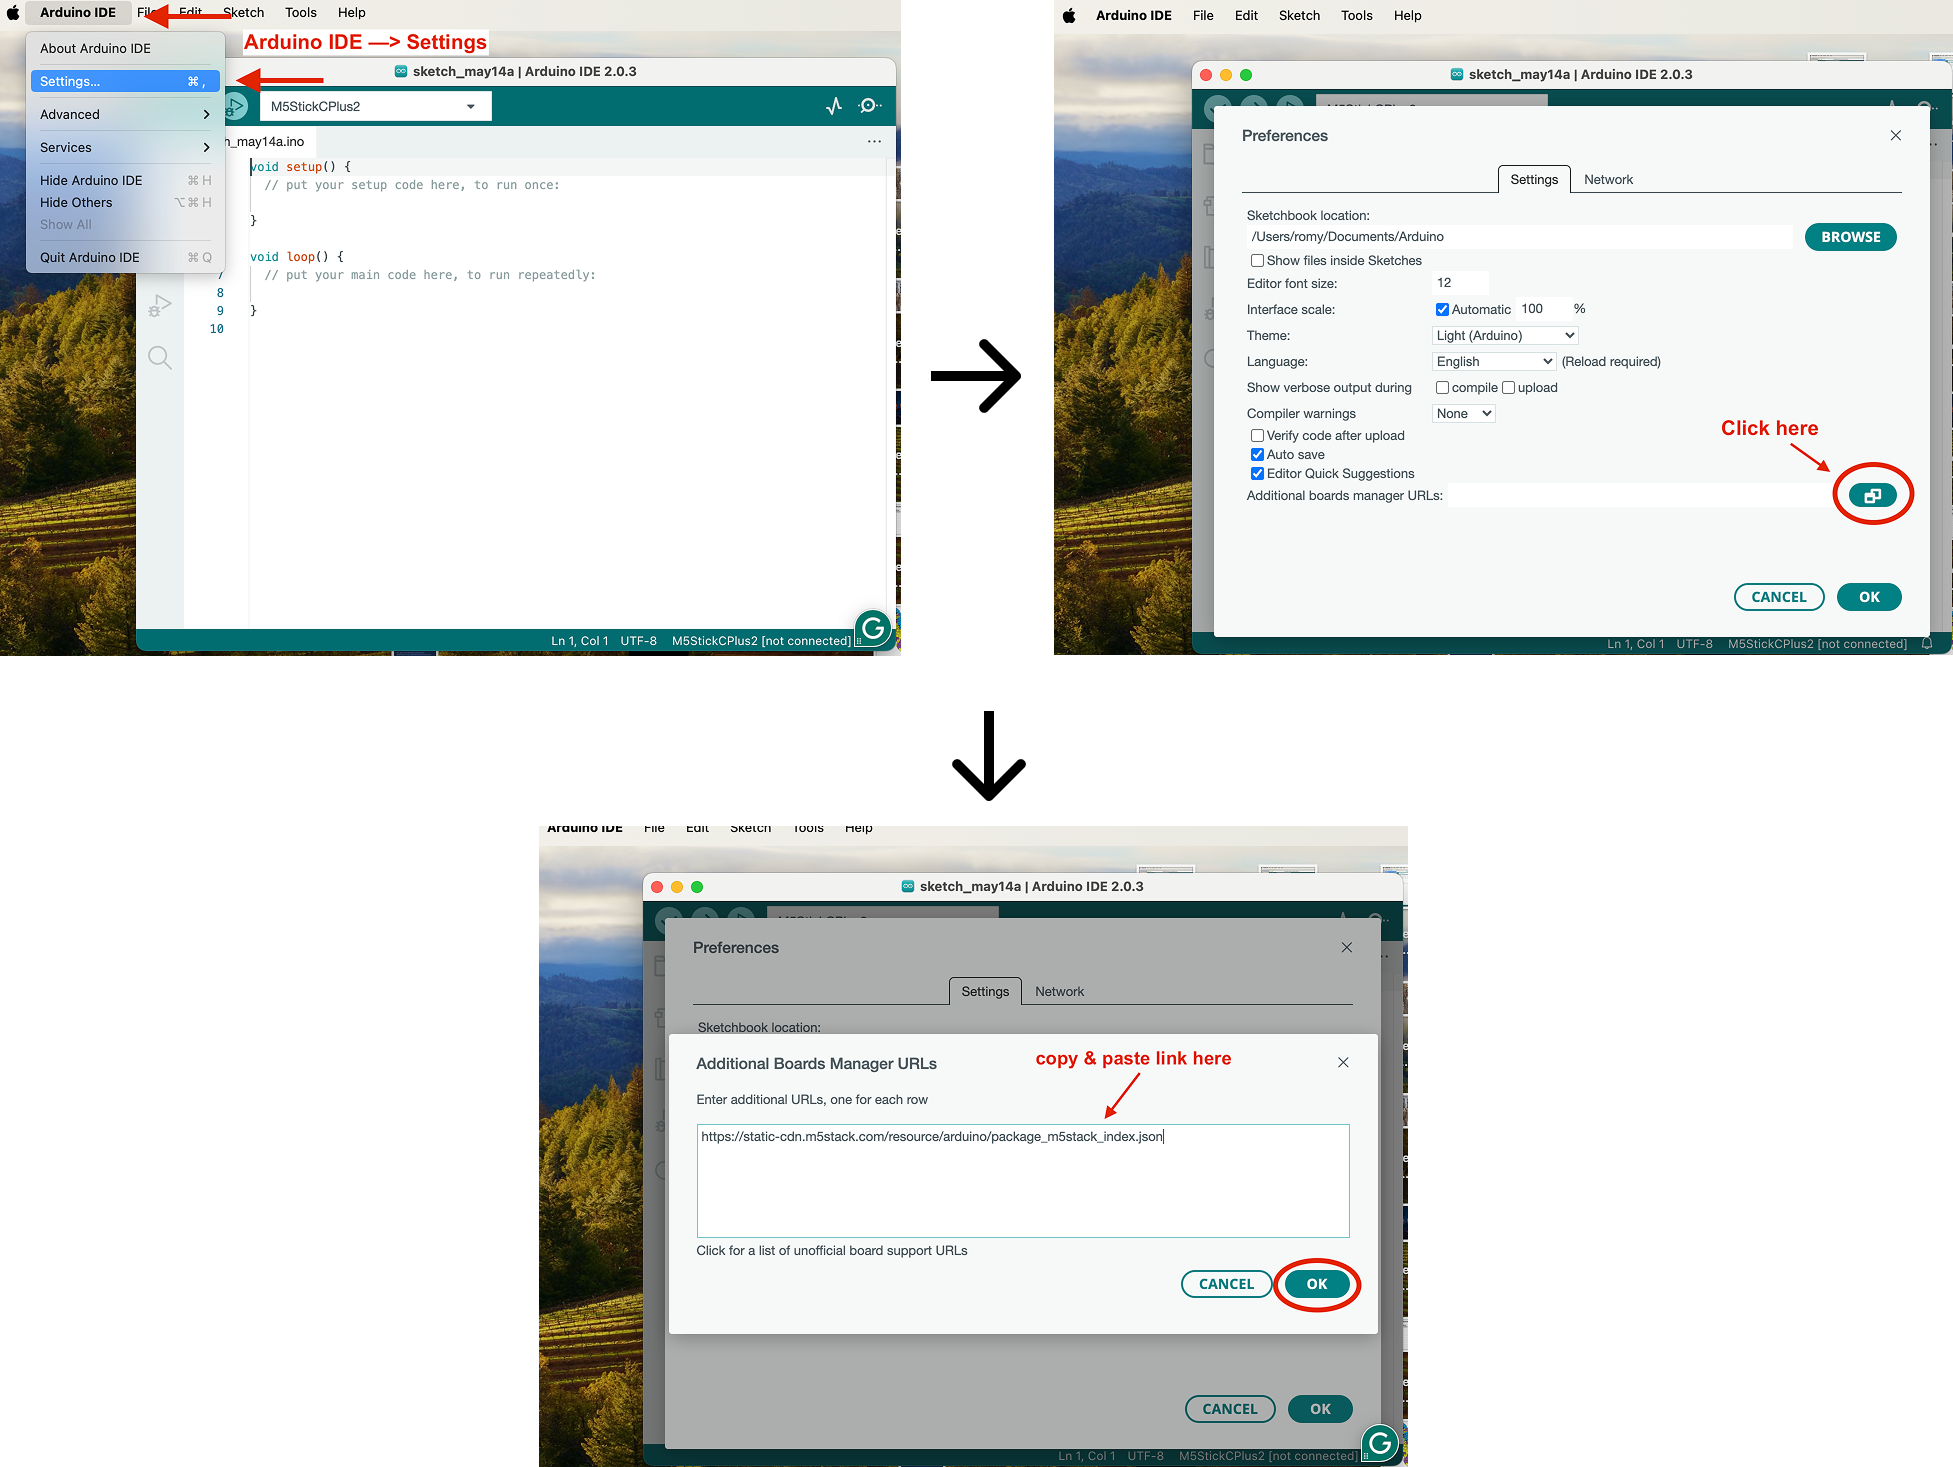 Arduino IDE File Edit Sketch Tools Help
Arduino IDE —> Settings
About Arduino IDE
Settings... ⌘ ,
Advanced
Services
Hide Arduino IDE ⌘ H
Hide Others ⌥ ⌘ H
Show All
Quit Arduino IDE ⌘ Q
sketch_may14a | Arduino IDE 2.0.3
M5StickCPlus2
h_may14a.ino
void setup() {
// put your setup code here, to run once:
}
void loop() {
7 // put your main code here, to run repeatedly:
8
9 }
10
Ln 1, Col 1 UTF-8 M5StickCPlus2 [not connected]
Arduino IDE File Edit Sketch Tools Help
sketch_may14a | Arduino IDE 2.0.3
Preferences
Settings Network
Sketchbook location:
/Users/romy/Documents/Arduino
BROWSE
Show files inside Sketches
Editor font size: 12
Interface scale: Automatic 100 %
Theme: Light (Arduino)
Language: English (Reload required)
Show verbose output during compile upload
Compiler warnings None
Click here
Verify code after upload
Auto save
Editor Quick Suggestions
Additional boards manager URLs:
CANCEL OK
Ln 1, Col 1 UTF-8 M5StickCPlus2 [not connected]
Arduino IDE File Edit Sketch Tools Help
sketch_may14a | Arduino IDE 2.0.3
Preferences
Settings Network
Sketchbook location:
Additional Boards Manager URLs
copy & paste link here
Enter additional URLs, one for each row
https://static-cdn.m5stack.com/resource/arduino/package_m5stack_index.json
Click for a list of unofficial board support URLs
CANCEL OK
CANCEL OK
Ln 1, Col 1 UTF-8 M5StickCPlus2 [not connected]